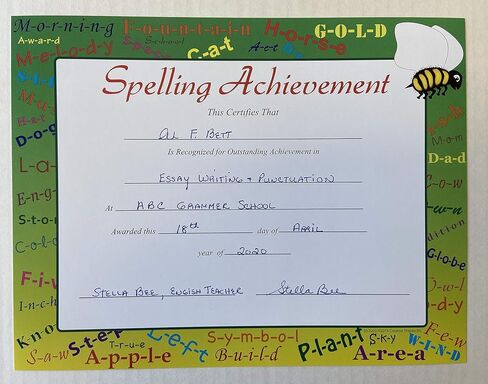 M-o-r-n-i-n-g F-o-u-n-t-a-i-n H-o-r-s-e G-O-L-D
A-w-a-r-d S-c-h-o-o-l
M-e-l-o-d-y C-a-t A-c-t
Spelling Achievement
This Certifies That
Al F Bett
Is Recognized for Outstanding Achievement in
Essay Writing + Punctuation
At ABC Grammer School
Awarded this 18th day of April
year of 2020
Stella Bee, Engish Teacher Stella Bee
H-a-t
D-o-g
M-o-m
D-a-d
C-o-w
G-l-o-b-e
S-a-w T-r-u-e L-e-f-t S-y-m-b-o-l P-l-a-n-t S-k-y F-e-w
S-t-e-p W-I-N-D
A-p-p-l-e B-u-i-l-d A-r-e-a